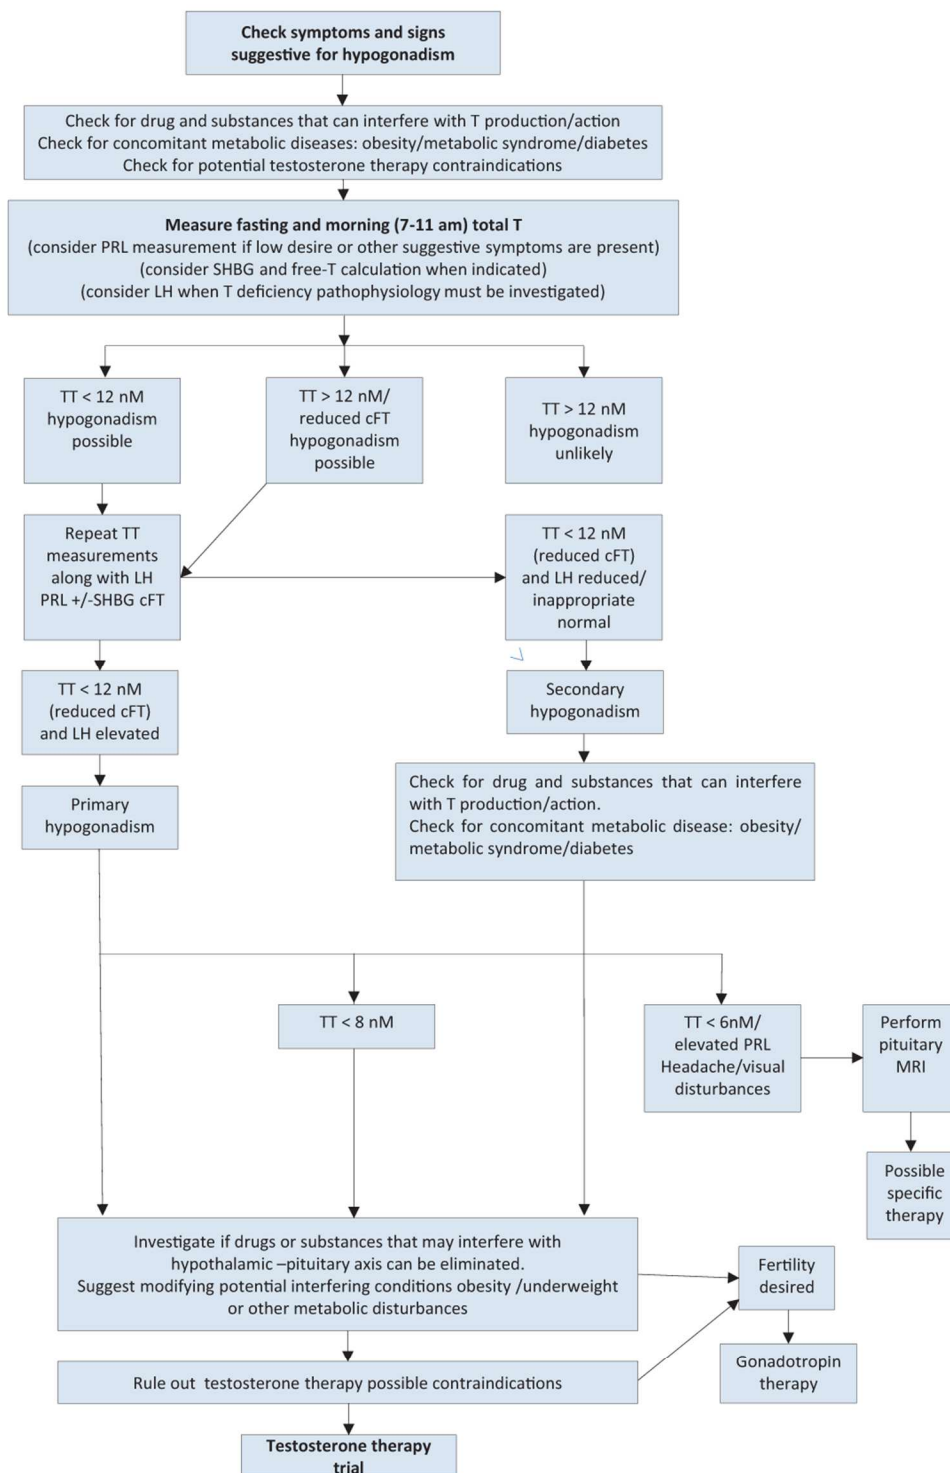 Check symptoms and signs
suggestive for hypogonadism
Check for drug and substances that can interfere with T production/action
Check for concomitant metabolic diseases: obesity/metabolic syndrome/diabetes
Check for potential testosterone therapy contraindications
Measure fasting and morning (7-11 am) total T
(consider PRL measurement if low desire or other suggestive symptoms are present)
(consider SHBG and free-T calculation when indicated)
(consider LH when T deficiency pathophysiology must be investigated)
TT < 12 nM
hypogonadism
possible
TT > 12 nM/
reduced cFT
hypogonadism
possible
TT > 12 nM
hypogonadism
unlikely
Repeat TT
measurements
along with LH
PRL +/-SHBG cFT
TT < 12 nM
(reduced cFT)
and LH reduced/
inappropriate
normal
TT < 12 nM
(reduced cFT)
and LH elevated
Secondary
hypogonadism
Primary
hypogonadism
Check for drug and substances that can interfere
with T production/action.
Check for concomitant metabolic disease: obesity/
metabolic syndrome/diabetes
TT < 8 nM
TT < 6nM/
elevated PRL
Headache/visual
disturbances
Perform
pituitary
MRI
Possible
specific
therapy
Investigate if drugs or substances that may interfere with
hypothalamic –pituitary axis can be eliminated.
Suggest modifying potential interfering conditions obesity /underweight
or other metabolic disturbances
Fertility
desired
Gonadotropin
therapy
Rule out testosterone therapy possible contraindications
Testosterone therapy
trial